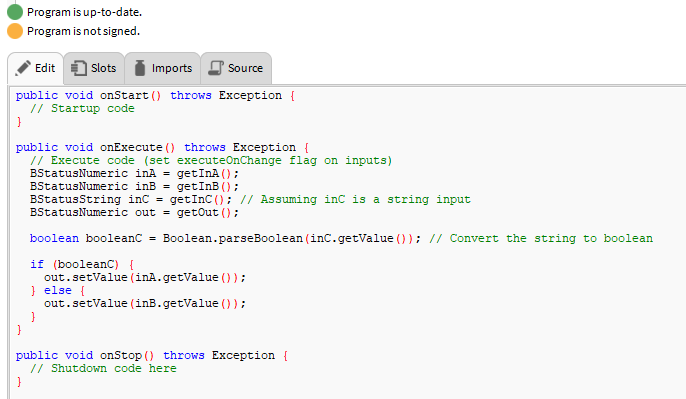 Program is up-to-date.
Program is not signed.
Edit Slots Imports Source
public void onStart() throws Exception {
  // Startup code
}

public void onExecute() throws Exception {
  // Execute code (set executeOnChange flag on inputs)
  BStatusNumeric inA = getInA();
  BStatusNumeric inB = getInB();
  BStatusString inC = getInC(); // Assuming inC is a string input
  BStatusNumeric out = getOut();

  boolean booleanC = Boolean.parseBoolean(inC.getValue()); // Convert the string to boolean

  if (booleanC) {
    out.setValue(inA.getValue());
  } else {
    out.setValue(inB.getValue());
  }
}

public void onStop() throws Exception {
  // Shutdown code here
}